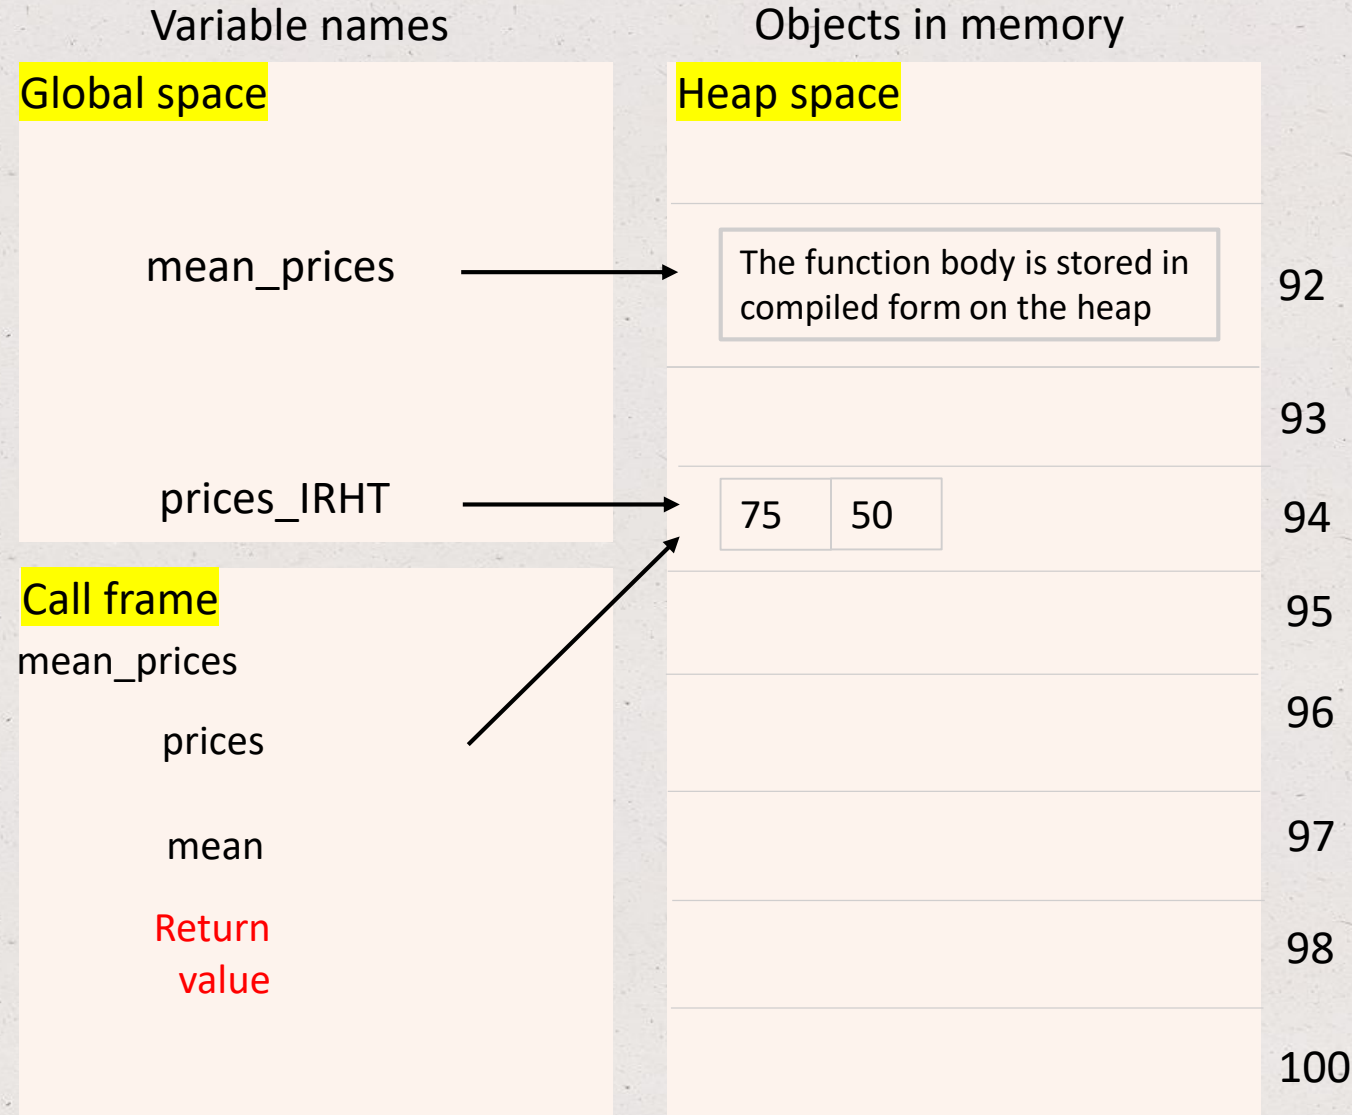 Variable names
Objects in memory
Global space
Heap space
mean_prices
The function body is stored in
compiled form on the heap
92
93
prices_IRHT
75
50
94
Call frame
95
mean_prices
96
prices
97
mean
Return
value
98
100